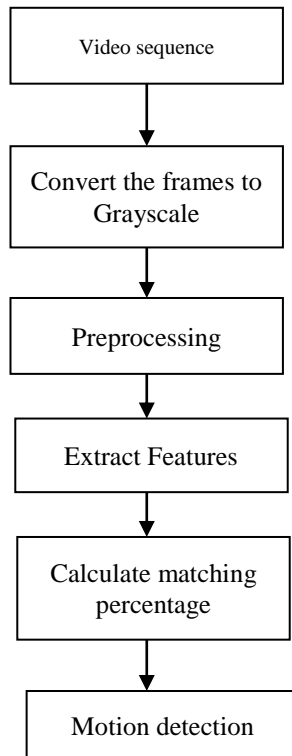 Video sequence
Convert the frames to
Grayscale
Preprocessing
Extract Features
Calculate matching
percentage
Motion detection